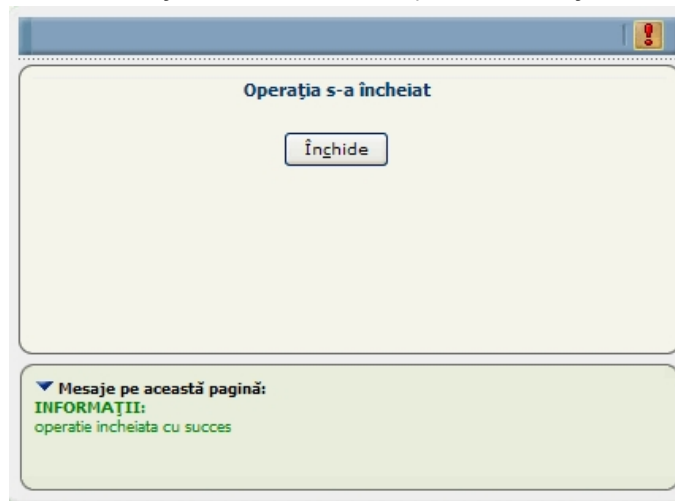 Operaţia s-a încheiat
Închide
Mesaje pe această pagină:
INFORMAŢII:
operatie incheiata cu succes